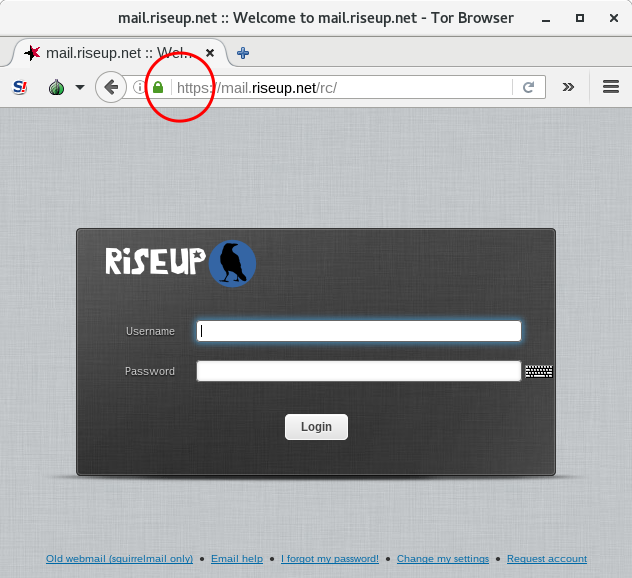 mail.riseup.net :: Welcome to mail.riseup.net - Tor Browser
mail.riseup.net :: Wel…
https://mail.riseup.net/rc/
RISEUP
Username
Password
Login
Old webmail (squirrelmail only) • Email help • I forgot my password! • Change my settings • Request account